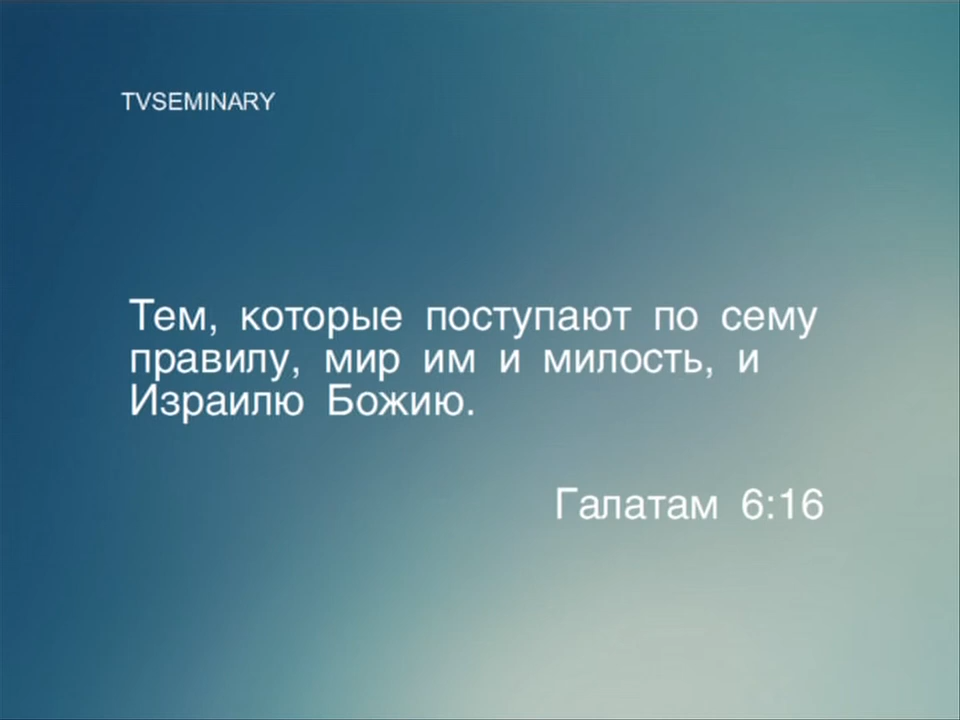 TVSEMINARY
Тем, которые поступают по сему
правилу, мир им и милость, и
Израилю Божию.
Галатам 6:16